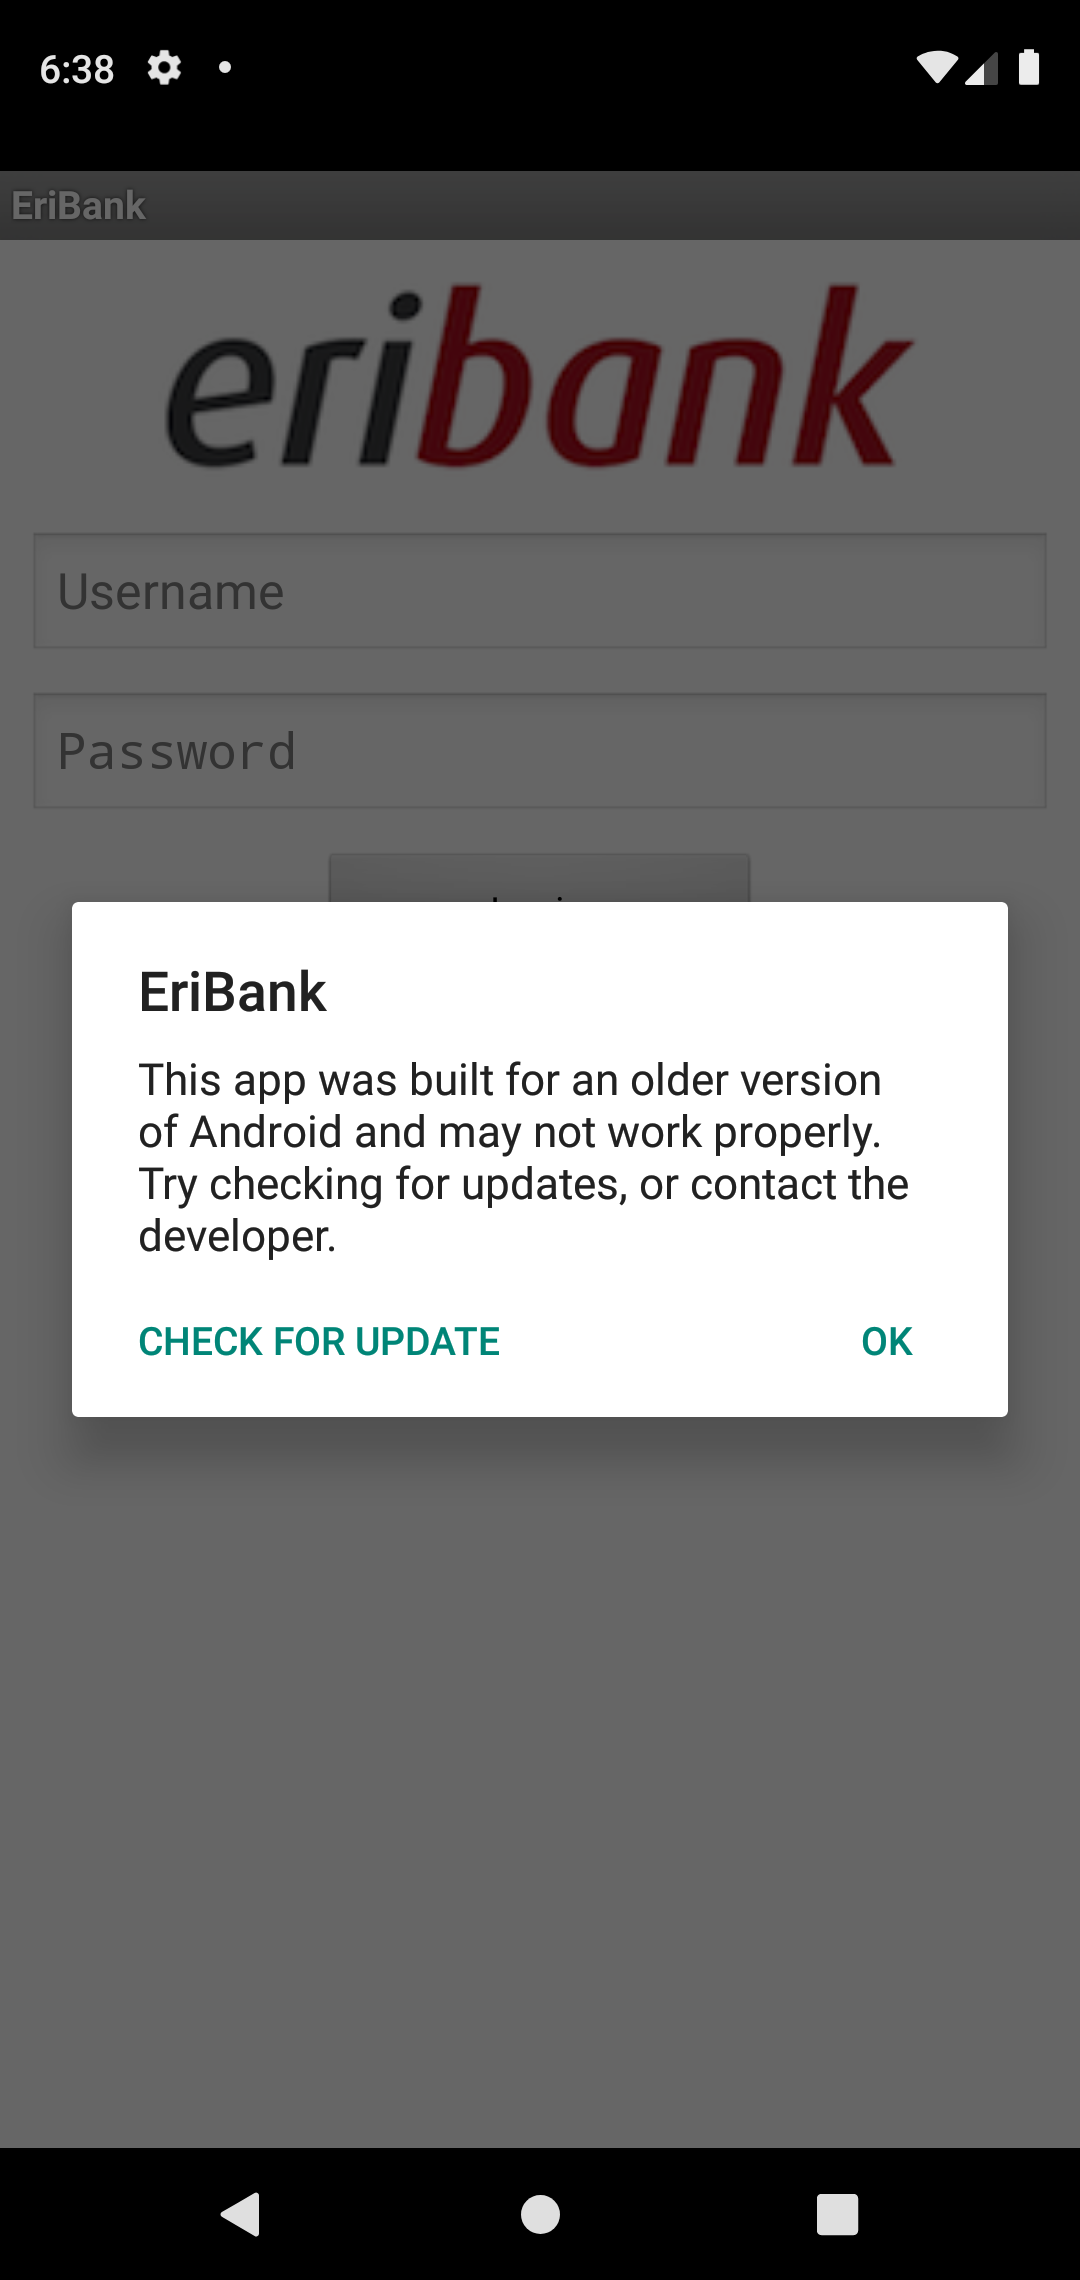 6:38
EriBank
eribank
Username
Password
EriBank
This app was built for an older version
of Android and may not work properly.
Try checking for updates, or contact the
developer.
CHECK FOR UPDATE OK